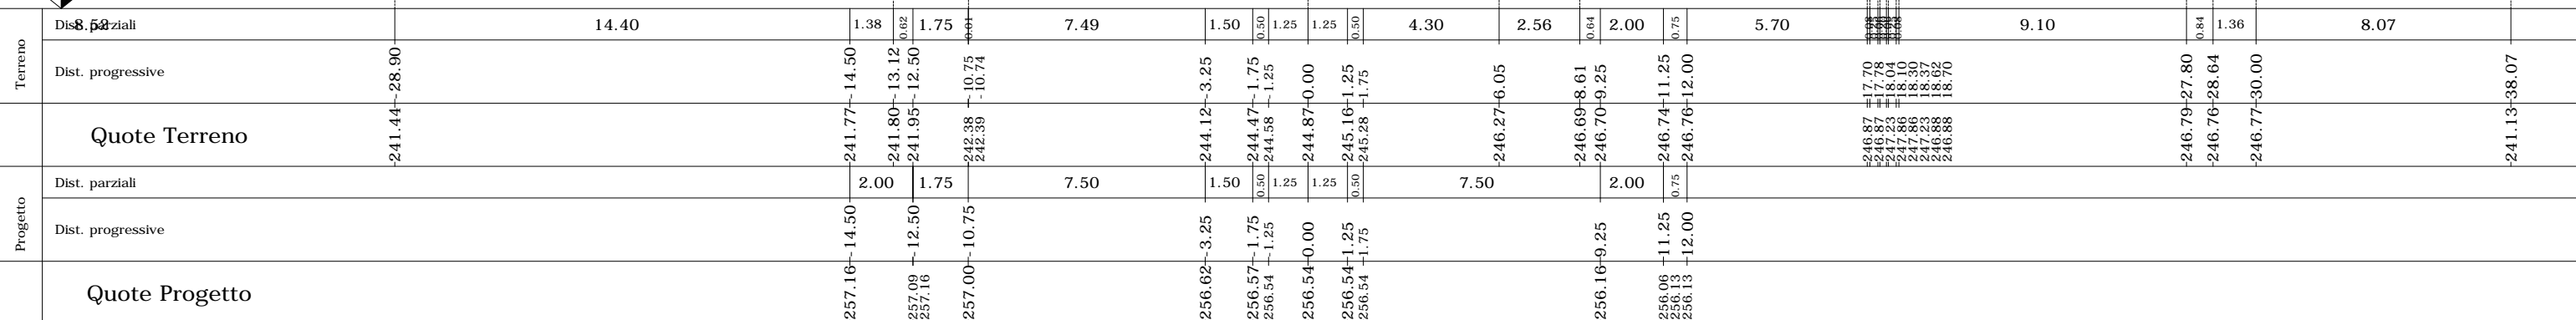 Terreno
Dist. parziali 8.52 14.40 1.38 0.62 1.75 0.01 7.49 1.50 0.50 1.25 1.25 0.50 4.30 2.56 0.64 2.00 0.75 5.70 9.10 0.84 1.36 8.07
Dist. progressive -28.90 -14.50 -13.12 -12.50 -10.75 -10.74 -3.25 -1.75 -1.25 0.00 1.25 1.75 6.05 8.61 9.25 11.25 12.00 17.70 17.78 18.04 18.10 18.30 18.37 18.62 18.70 27.80 28.64 30.00 38.07
Quote Terreno 241.44 241.77 241.80 241.95 242.38 242.39 244.12 244.47 244.58 244.87 245.16 245.28 246.27 246.69 246.70 246.74 246.76 246.87 246.87 247.23 247.86 247.86 247.23 246.88 246.88 246.79 246.76 246.77 241.13
Progetto
Dist. parziali 2.00 1.75 7.50 1.50 0.50 1.25 1.25 0.50 7.50 2.00 0.75
Dist. progressive -14.50 -12.50 -10.75 -3.25 -1.75 -1.25 0.00 1.25 1.75 9.25 11.25 12.00
Quote Progetto 257.16 257.09 257.16 257.00 256.62 256.57 256.54 256.54 256.54 256.54 256.16 256.06 256.13 256.13